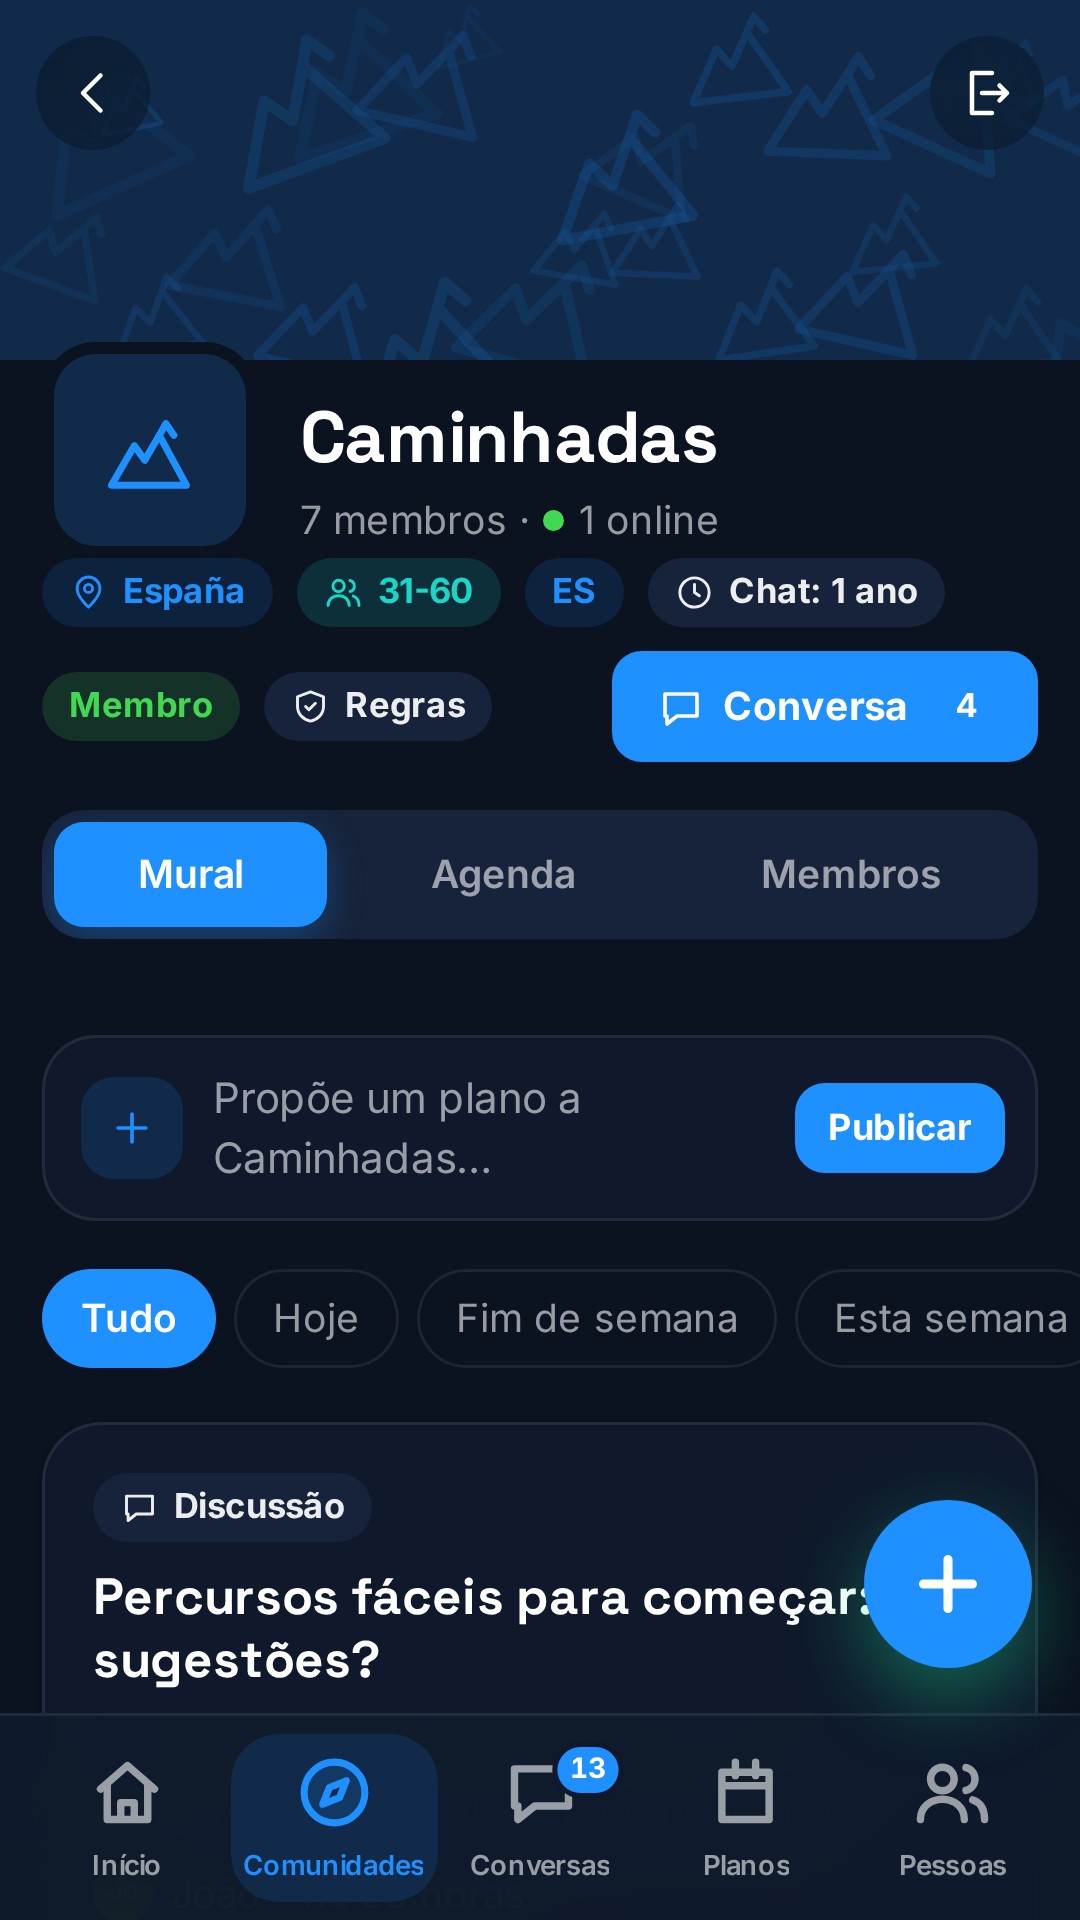 Caminhadas
7 membros · 1 online
España
31-60
ES
Chat: 1 ano
Membro
Regras
Conversa 4
Mural
Agenda
Membros
Propõe um plano a
Caminhadas...
Publicar
Tudo
Hoje
Fim de semana
Esta semana
Discussão
Percursos fáceis para começar:
sugestões?
13
Início
Comunidades
Conversas
Planos
Pessoas